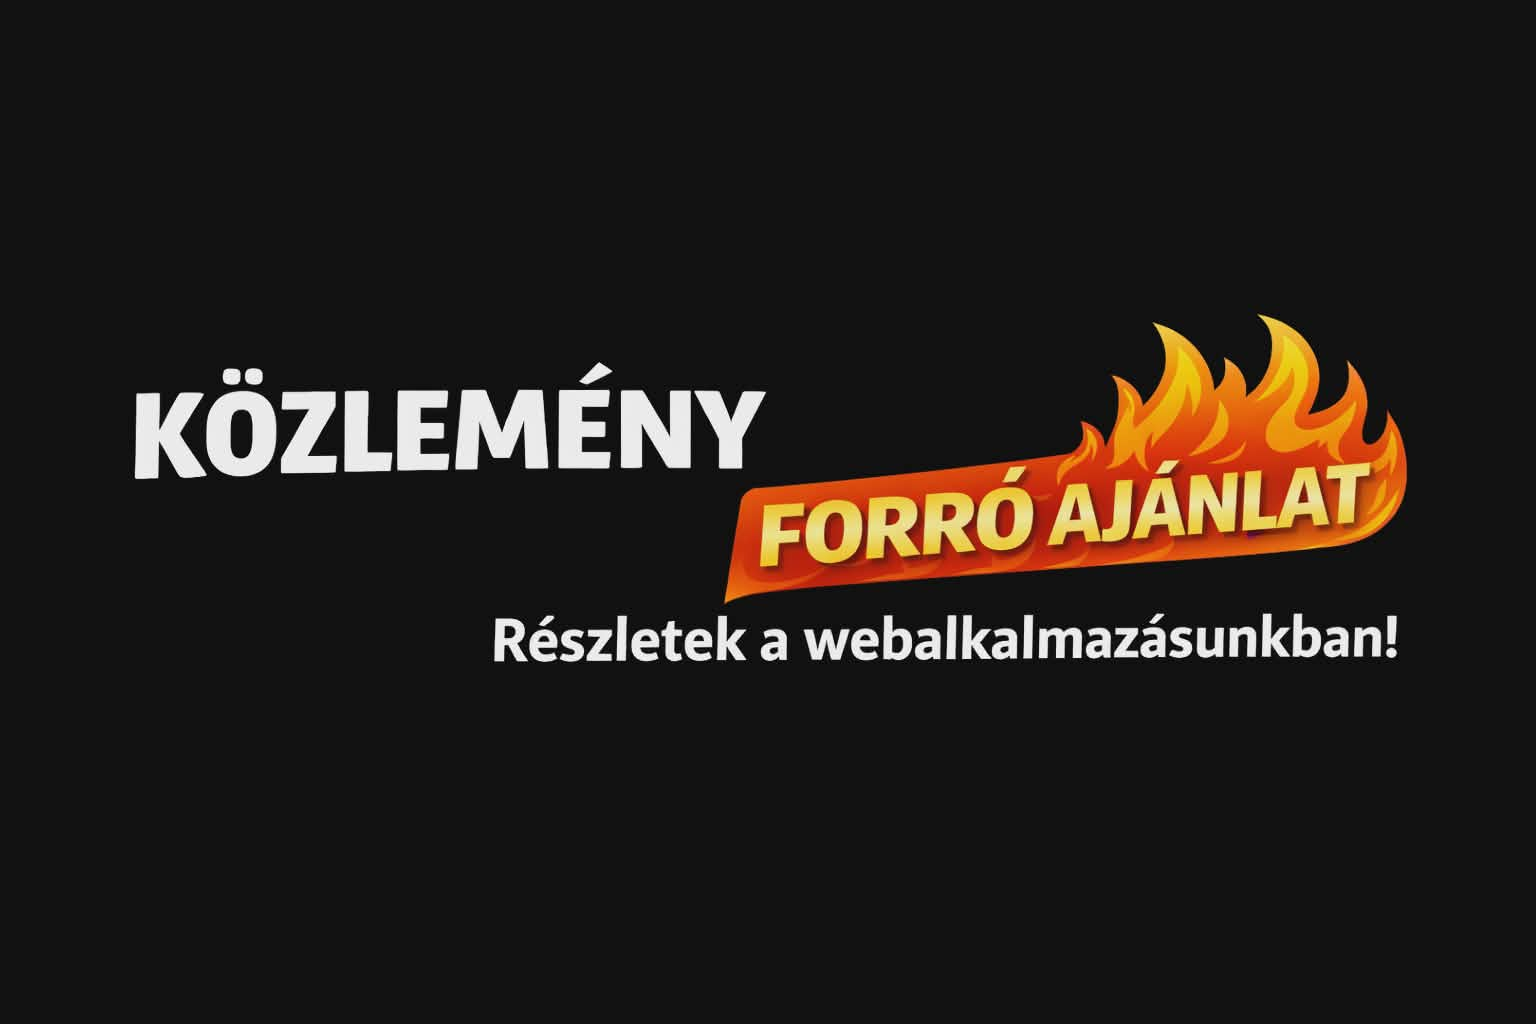 KÖZLEMÉNY
FORRÓ AJÁNLAT
Részletek a webalkalmazásunkban!